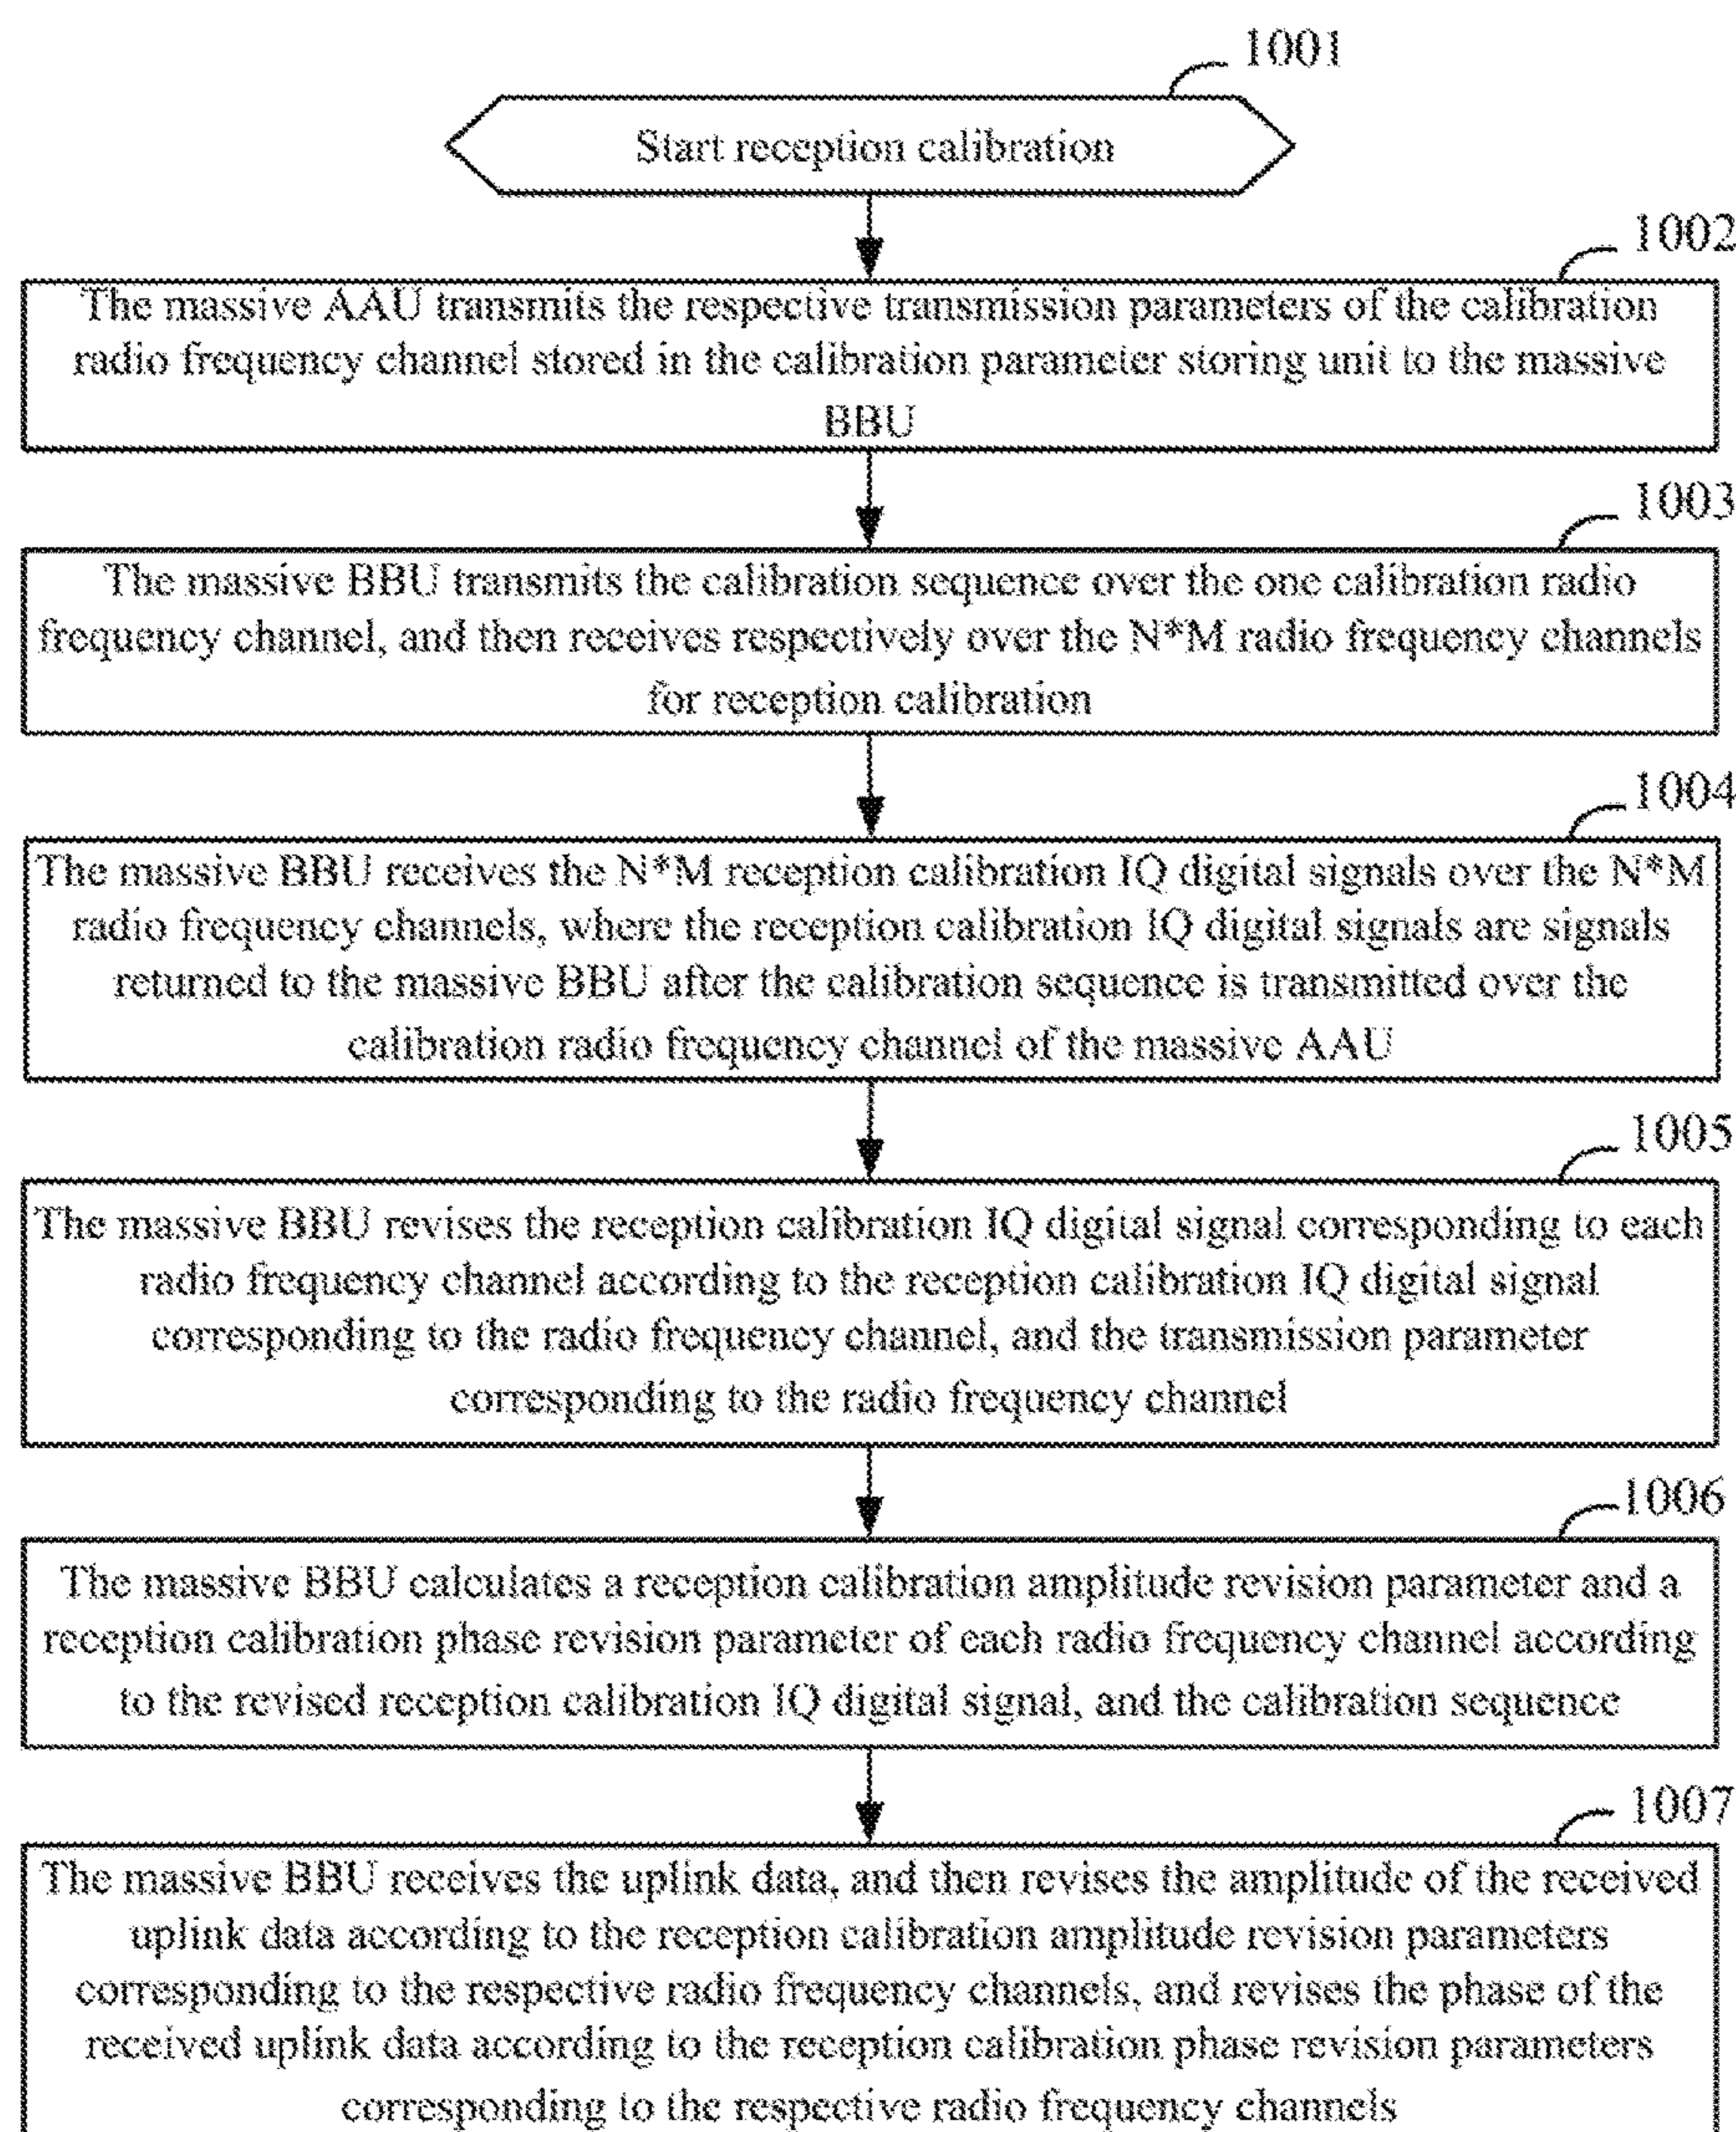 1001
Start reception calibration
1002
The massive AAU transmits the respective transmission parameters of the calibration
radio frequency channel stored in the calibration parameter storing unit to the massive
BBU
1003
The massive BBU transmits the calibration sequence over the one calibration radio
frequency channel, and then receives respectively over the N*M radio frequency channels
for reception calibration
1004
The massive BBU receives the N*M reception calibration IQ digital signals over the N*M
radio frequency channels, where the reception calibration IQ digital signals are signals
returned to the massive BBU after the calibration sequence is transmitted over the
calibration radio frequency channel of the massive AAU
1005
The massive BBU revises the reception calibration IQ digital signal corresponding to each
radio frequency channel according to the reception calibration IQ digital signal
corresponding to the radio frequency channel, and the transmission parameter
corresponding to the radio frequency channel
1006
The massive BBU calculates a reception calibration amplitude revision parameter and a
reception calibration phase revision parameter of each radio frequency channel according
to the revised reception calibration IQ digital signal, and the calibration sequence
1007
The massive BBU receives the uplink data, and then revises the amplitude of the received
uplink data according to the reception calibration amplitude revision parameters
corresponding to the respective radio frequency channels, and revises the phase of the
received uplink data according to the reception calibration phase revision parameters
corresponding to the respective radio frequency channels